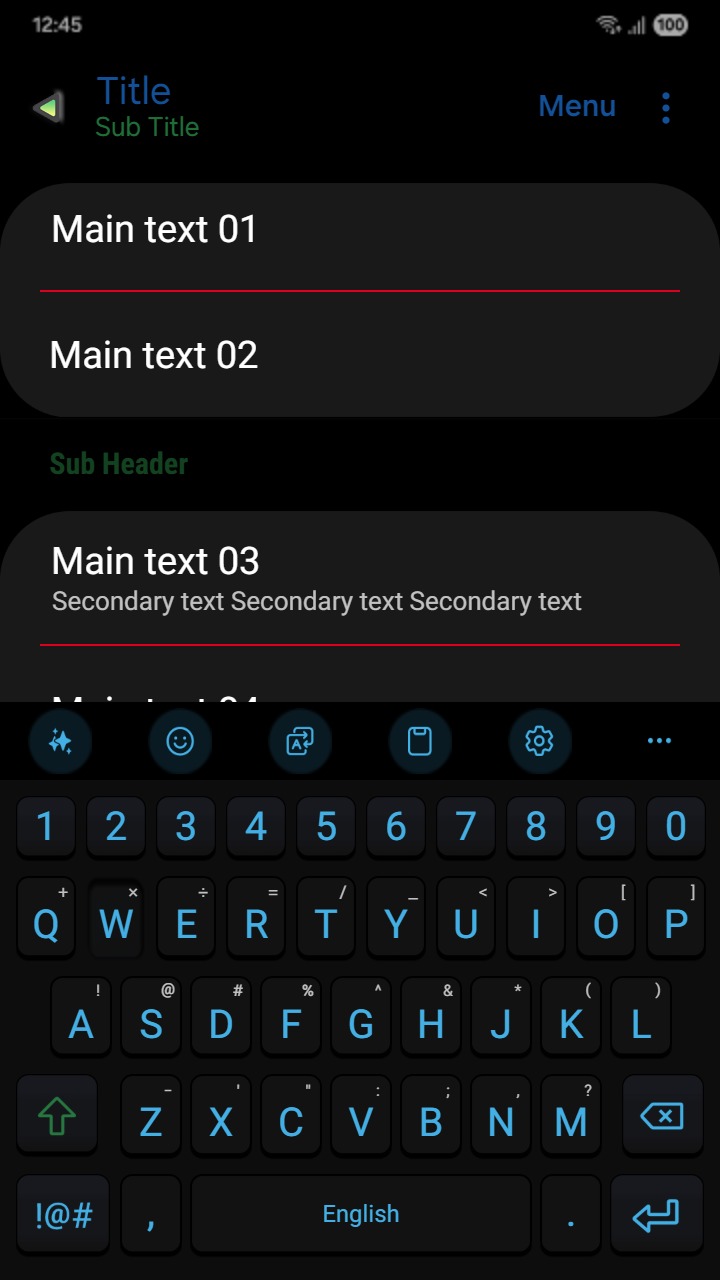 12:45
100
Title
Sub Title
Menu
Main text 01
Main text 02
Sub Header
Main text 03
Secondary text Secondary text Secondary text
1 2 3 4 5 6 7 8 9 0
+ × ÷ = / _ < > [ ]
Q W E R T Y U I O P
! @ # % ^ & * ( )
A S D F G H J K L
- ' " : ; , ?
Z X C V B N M
!@# , English .